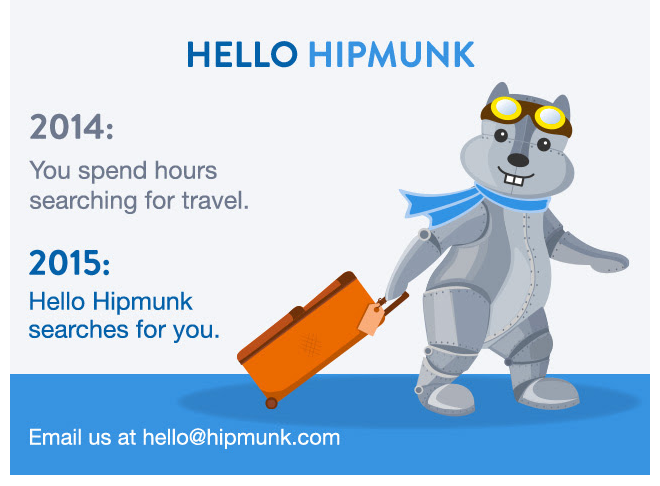 HELLO HIPMUNK
2014:
You spend hours
searching for travel.
2015:
Hello Hipmunk
searches for you.
Email us at hello@hipmunk.com